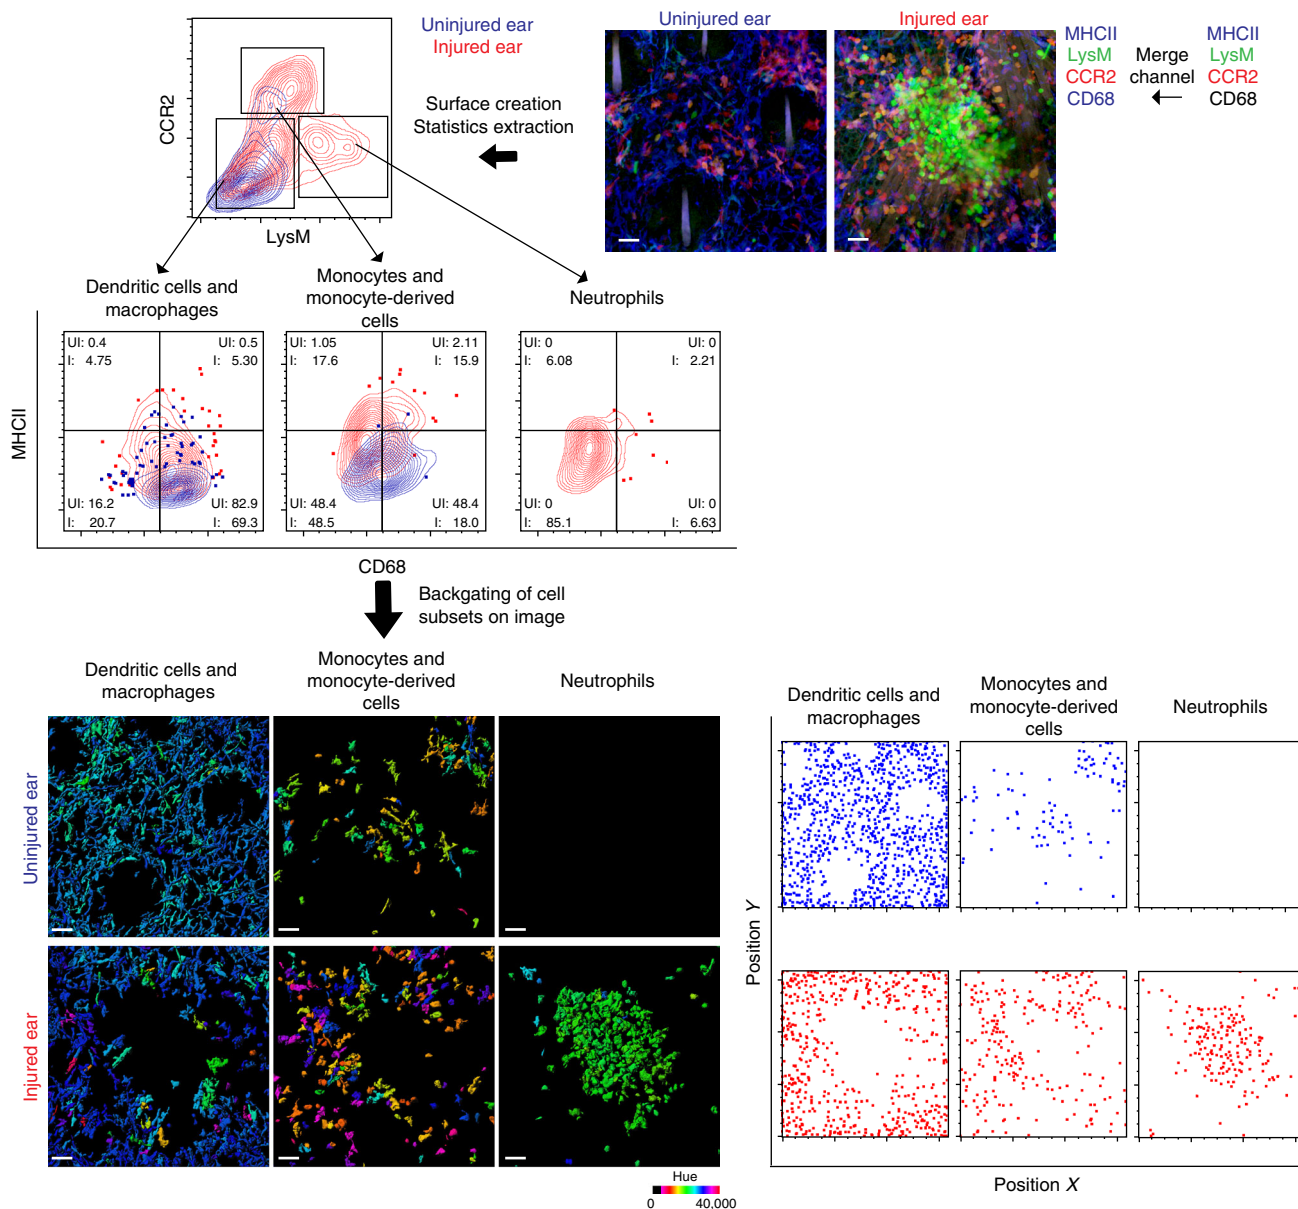 Uninjured ear
Injured ear
CCR2
LysM
Surface creation
Statistics extraction
Uninjured ear
Injured ear
MHCII
LysM
CCR2
CD68
Merge
channel
MHCII
LysM
CCR2
CD68
Dendritic cells and
macrophages
Monocytes and
monocyte-derived
cells
Neutrophils
MHCII
UI: 0.4
I: 4.75
UI: 0.5
I: 5.30
UI: 16.2
I: 20.7
UI: 82.9
I: 69.3
UI: 1.05
I: 17.6
UI: 2.11
I: 15.9
UI: 48.4
I: 48.5
UI: 48.4
I: 18.0
UI: 0
I: 6.08
UI: 0
I: 2.21
UI: 0
I: 85.1
UI: 0
I: 6.63
CD68
Backgating of cell
subsets on image
Dendritic cells and
macrophages
Monocytes and
monocyte-derived
cells
Neutrophils
Uninjured ear
Injured ear
Hue
0 40,000
Dendritic cells and
macrophages
Monocytes and
monocyte-derived
cells
Neutrophils
Position Y
Position X